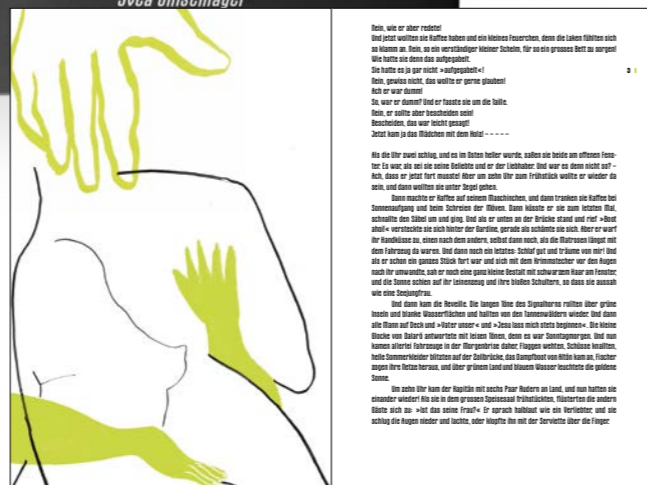 Svea Umschlager
Nein, wie er aber redete!
Und jetzt wollten sie Kaffee haben und ein kleines Feuerchen, denn die Laken fühlten sich
so klamm an. Nein, so ein verständiger kleiner Schelm, für so ein grosses Bett zu sorgen!
Wie hatte sie denn das aufgegabelt.
Sie hatte es ja gar nicht »aufgegabelt«!
Nein, gewiss nicht, das wollte er gerne glauben!
Ach er war dumm!
So, war er dumm? Und er fasste sie um die Taille.
Nein, er sollte aber bescheiden sein!
Bescheiden, das war leicht gesagt!
Jetzt kam ja das Mädchen mit dem Holz! – – – – –
3
Als die Uhr zwei schlug, und es im Osten heller wurde, saßen sie beide am offenen Fens-
ter. Es war, als sei sie seine Geliebte und er der Liebhaber. Und war es denn nicht so? –
Ach, dass er jetzt fort musste! Aber um zehn Uhr zum Frühstück wollte er wieder da
sein, und dann wollten sie unter Segel gehen.
Dann machte er Kaffee auf seinem Maschinchen, und dann tranken sie Kaffee bei
Sonnenaufgang und beim Schreien der Möven. Dann küsste er sie zum letzten Mal,
schnallte den Säbel um und ging. Und als er unten an der Brücke stand und rief »Boot
ahoi!« versteckte sie sich hinter der Gardine, gerade als schämte sie sich. Aber er warf
ihr Handküsse zu, einen nach dem andern, selbst dann noch, als die Matrosen längst mit
dem Fahrzeug da waren. Und dann noch ein letztes: Schlaf gut und träume von mir! Und
als er schon ein ganzes Stück fort war und sich mit dem Krimmstecher vor den Augen
nach ihr umwandte, sah er noch eine ganz kleine Gestalt mit schwarzem Haar am Fenster,
und die Sonne schien auf ihr Leinenzeug und ihre bloßen Schultern, so dass sie aussah
wie eine Seejungfrau.
Und dann kam die Reveille. Die langen Töne des Signalhorns rollten über grüne
Inseln und blanke Wasserflächen und hallten von den Tannenwäldern wieder. Und dann
alle Mann auf Deck und »Vater unser« und »Jesu lass mich stets beginnen«. Die kleine
Glocke von Dalarö antwortete mit leisen Tönen, denn es war Sonntagmorgen. Und nun
kamen allerlei Fahrzeuge in der Morgenbrise daher, Flaggen wehten, Schüsse knallten,
helle Sommerkleider blitzten auf der Zollbrücke, das Dampfboot von Altön kam an, Fischer
zogen ihre Netze heraus, und über grünem Land und blauem Wasser leuchtete die goldene
Sonne.
Um zehn Uhr kam der Kapitän mit sechs Paar Rudern an Land, und nun hatten sie
einander wieder! Als sie in dem grossen Speisesaal frühstückten, flüsterten die andern
Gäste sich zu: »Ist das seine Frau?« Er sprach halblaut wie ein Verliebter, und sie
schlug die Augen nieder und lachte, oder klopfte ihn mit der Serviette über die Finger.